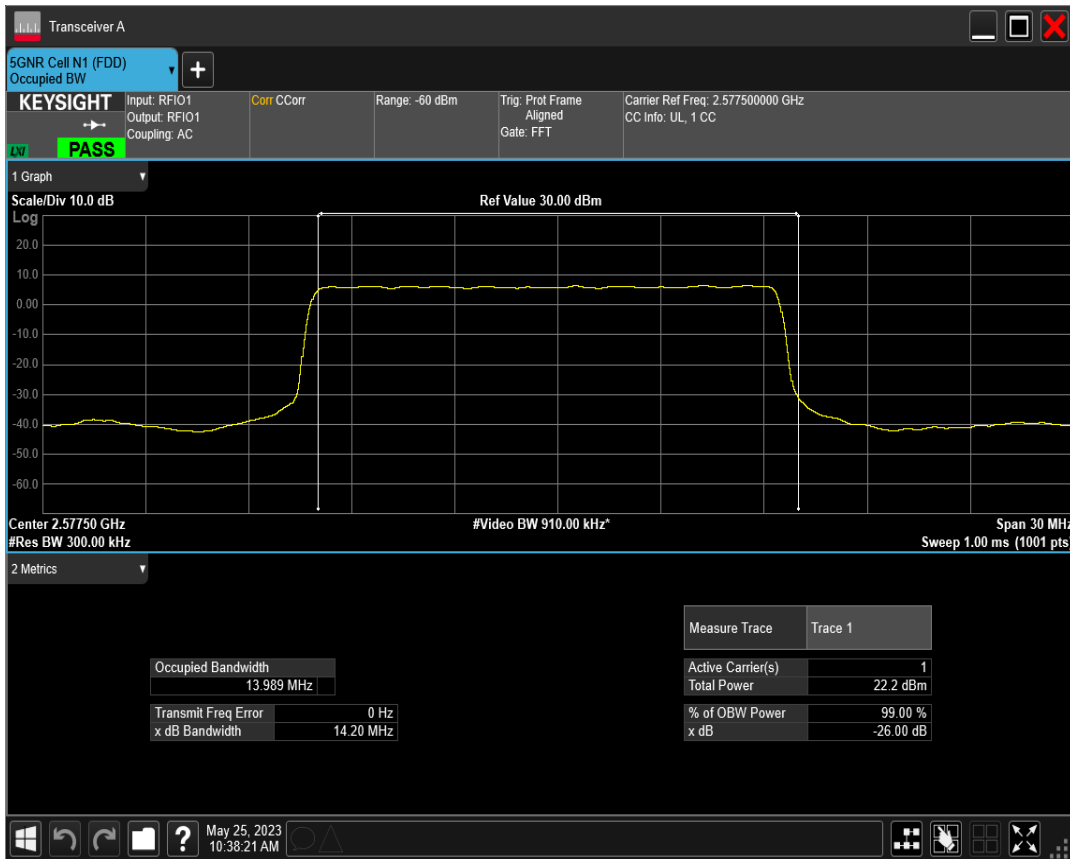 Transceiver A
5GNR Cell N1 (FDD)
Occupied BW
+
KEYSIGHT
LXI
PASS
Input: RFIO1
Output: RFIO1
Coupling: AC
Corr CCorr
Range: -60 dBm
Trig: Prot Frame
Aligned
Gate: FFT
Carrier Ref Freq: 2.577500000 GHz
CC Info: UL, 1 CC
1 Graph
Scale/Div 10.0 dB
Ref Value 30.00 dBm
Log
20.0
10.0
0.00
-10.0
-20.0
-30.0
-40.0
-50.0
-60.0
Center 2.57750 GHz
#Video BW 910.00 kHz*
Span 30 MHz
#Res BW 300.00 kHz
Sweep 1.00 ms (1001 pts)
2 Metrics
Measure Trace Trace 1
Occupied Bandwidth
13.989 MHz
Active Carrier(s) 1
Total Power 22.2 dBm
Transmit Freq Error 0 Hz
x dB Bandwidth 14.20 MHz
% of OBW Power 99.00 %
x dB -26.00 dB
?
May 25, 2023
10:38:21 AM